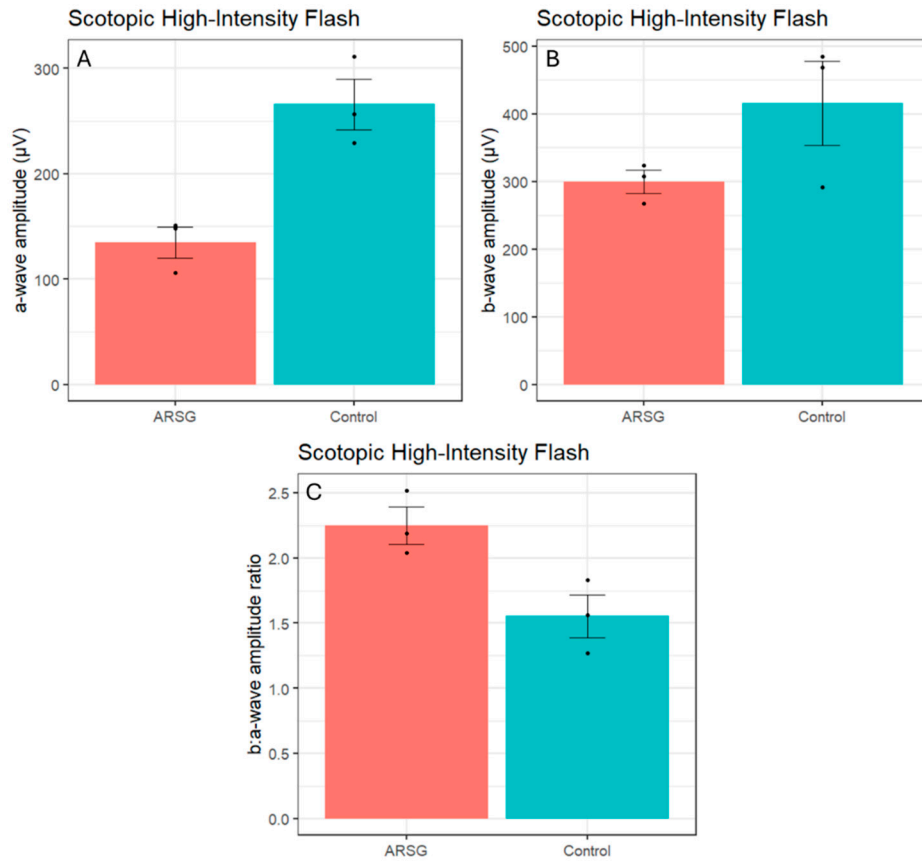 Scotopic High-Intensity Flash
A
a-wave amplitude (µV)
300
200
100
0
ARSG
Control
Scotopic High-Intensity Flash
B
b-wave amplitude (µV)
500
400
300
200
100
0
ARSG
Control
Scotopic High-Intensity Flash
C
b:a-wave amplitude ratio
2.5
2.0
1.5
1.0
0.5
0.0
ARSG
Control